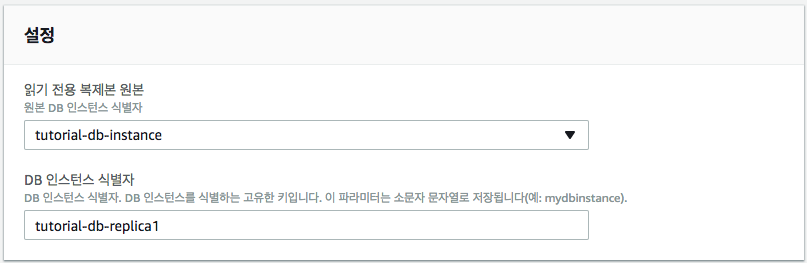 설정
읽기 전용 복제본 원본
원본 DB 인스턴스 식별자
tutorial-db-instance
DB 인스턴스 식별자
DB 인스턴스 식별자. DB 인스턴스를 식별하는 고유한 키입니다. 이 파라미터는 소문자 문자열로 저장됩니다(예: mydbinstance).
tutorial-db-replica1